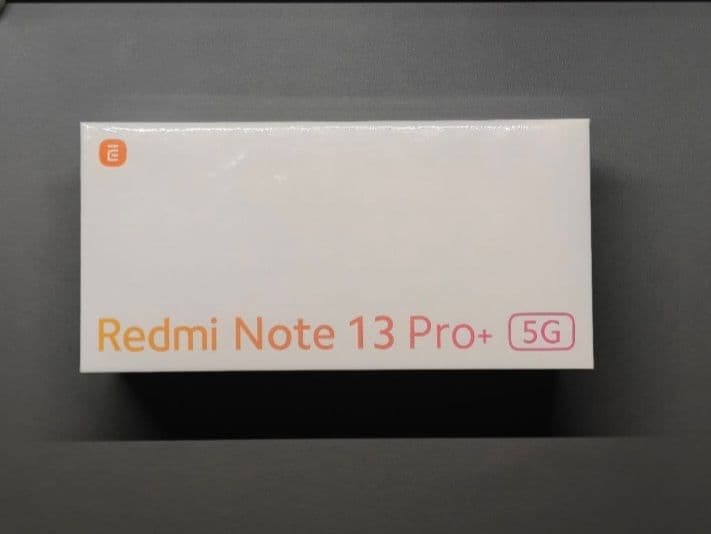 Redmi Note 13 Pro+ 5G